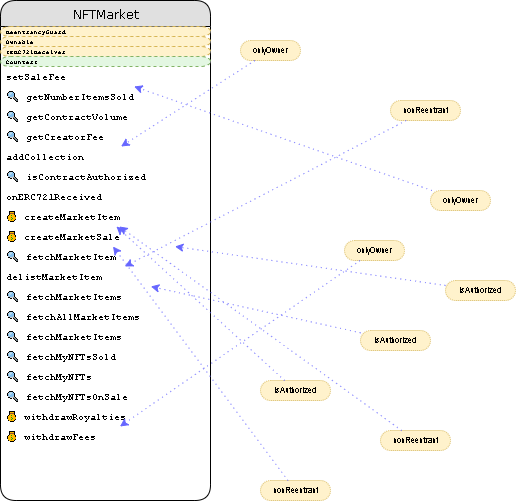 NFTMarket
ReentrancyGuard
Ownable
IERC721Receiver
Counters
setSaleFee
getNumberItemsSold
getContractVolume
getCreatorFee
addCollection
isContractAuthorized
onERC721Received
createMarketItem
createMarketSale
fetchMarketItem
delistMarketItem
fetchMarketItems
fetchAllMarketItems
fetchMarketItems
fetchMyNFTsSold
fetchMyNFTs
fetchMyNFTsOnSale
withdrawRoyalties
withdrawFees
onlyOwner
nonReentrant
onlyOwner
onlyOwner
isAuthorized
isAuthorized
isAuthorized
nonReentrant
nonReentrant